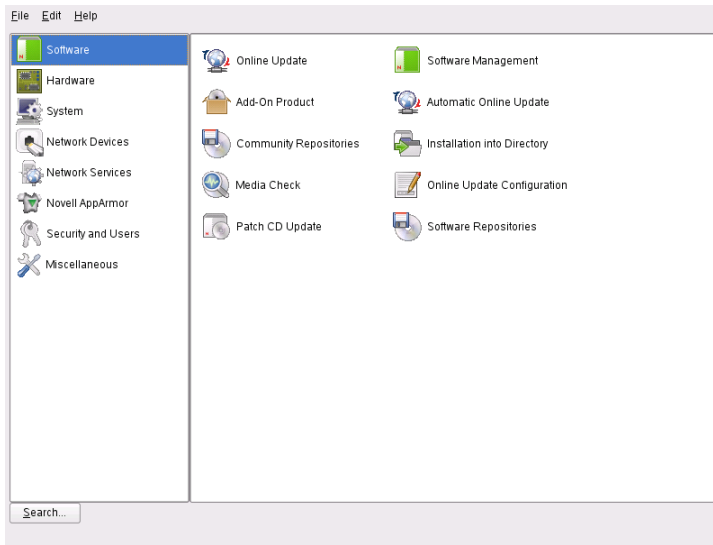 File Edit Help
Software
Hardware
System
Network Devices
Network Services
Novell AppArmor
Security and Users
Miscellaneous
Online Update
Software Management
Add-On Product
Automatic Online Update
Community Repositories
Installation into Directory
Media Check
Online Update Configuration
Patch CD Update
Software Repositories
Search...